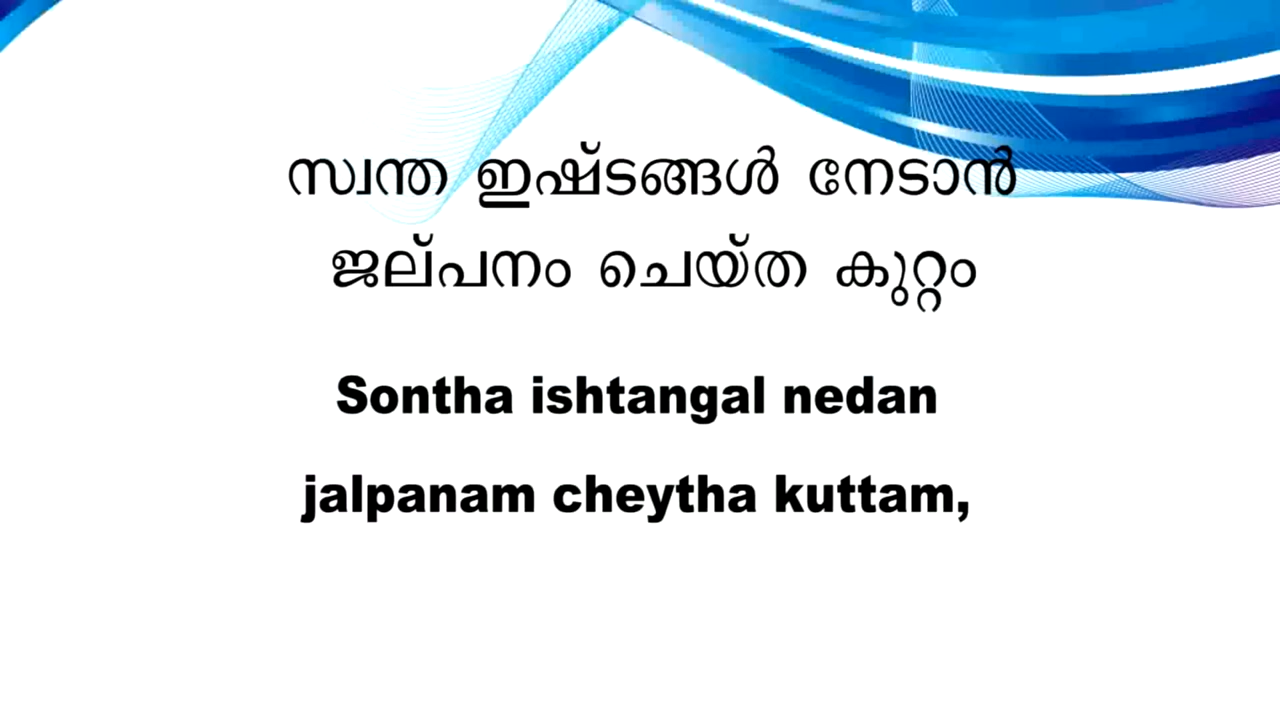 സ്വന്ത ഇഷ്ടങ്ങൾ നേടാൻ
ജല്പനം ചെയ്ത കുറ്റം
Sontha ishtangal nedan
jalpanam cheytha kuttam,